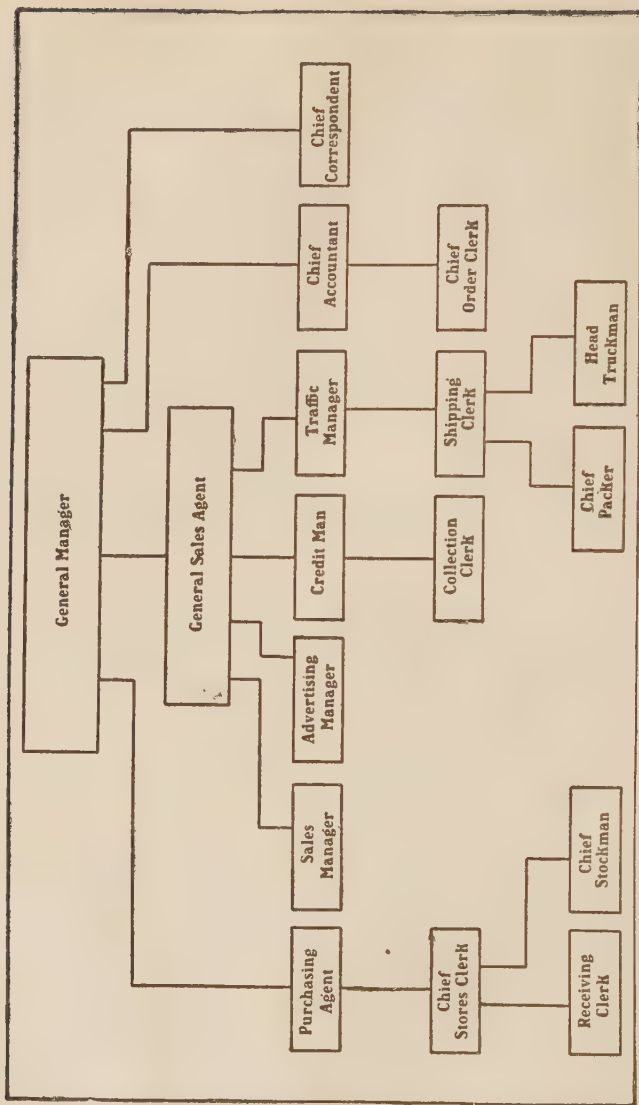 General Manager
General Sales Agent
Purchasing
Agent
Sales
Manager
Advertising
Manager
Credit Man
Traffic
Manager
Chief
Accountant
Chief
Correspondent
Chief
Stores Clerk
Collection
Clerk
Shipping
Clerk
Chief
Order Clerk
Receiving
Clerk
Chief
Stockman
Chief
Packer
Head
Truckman